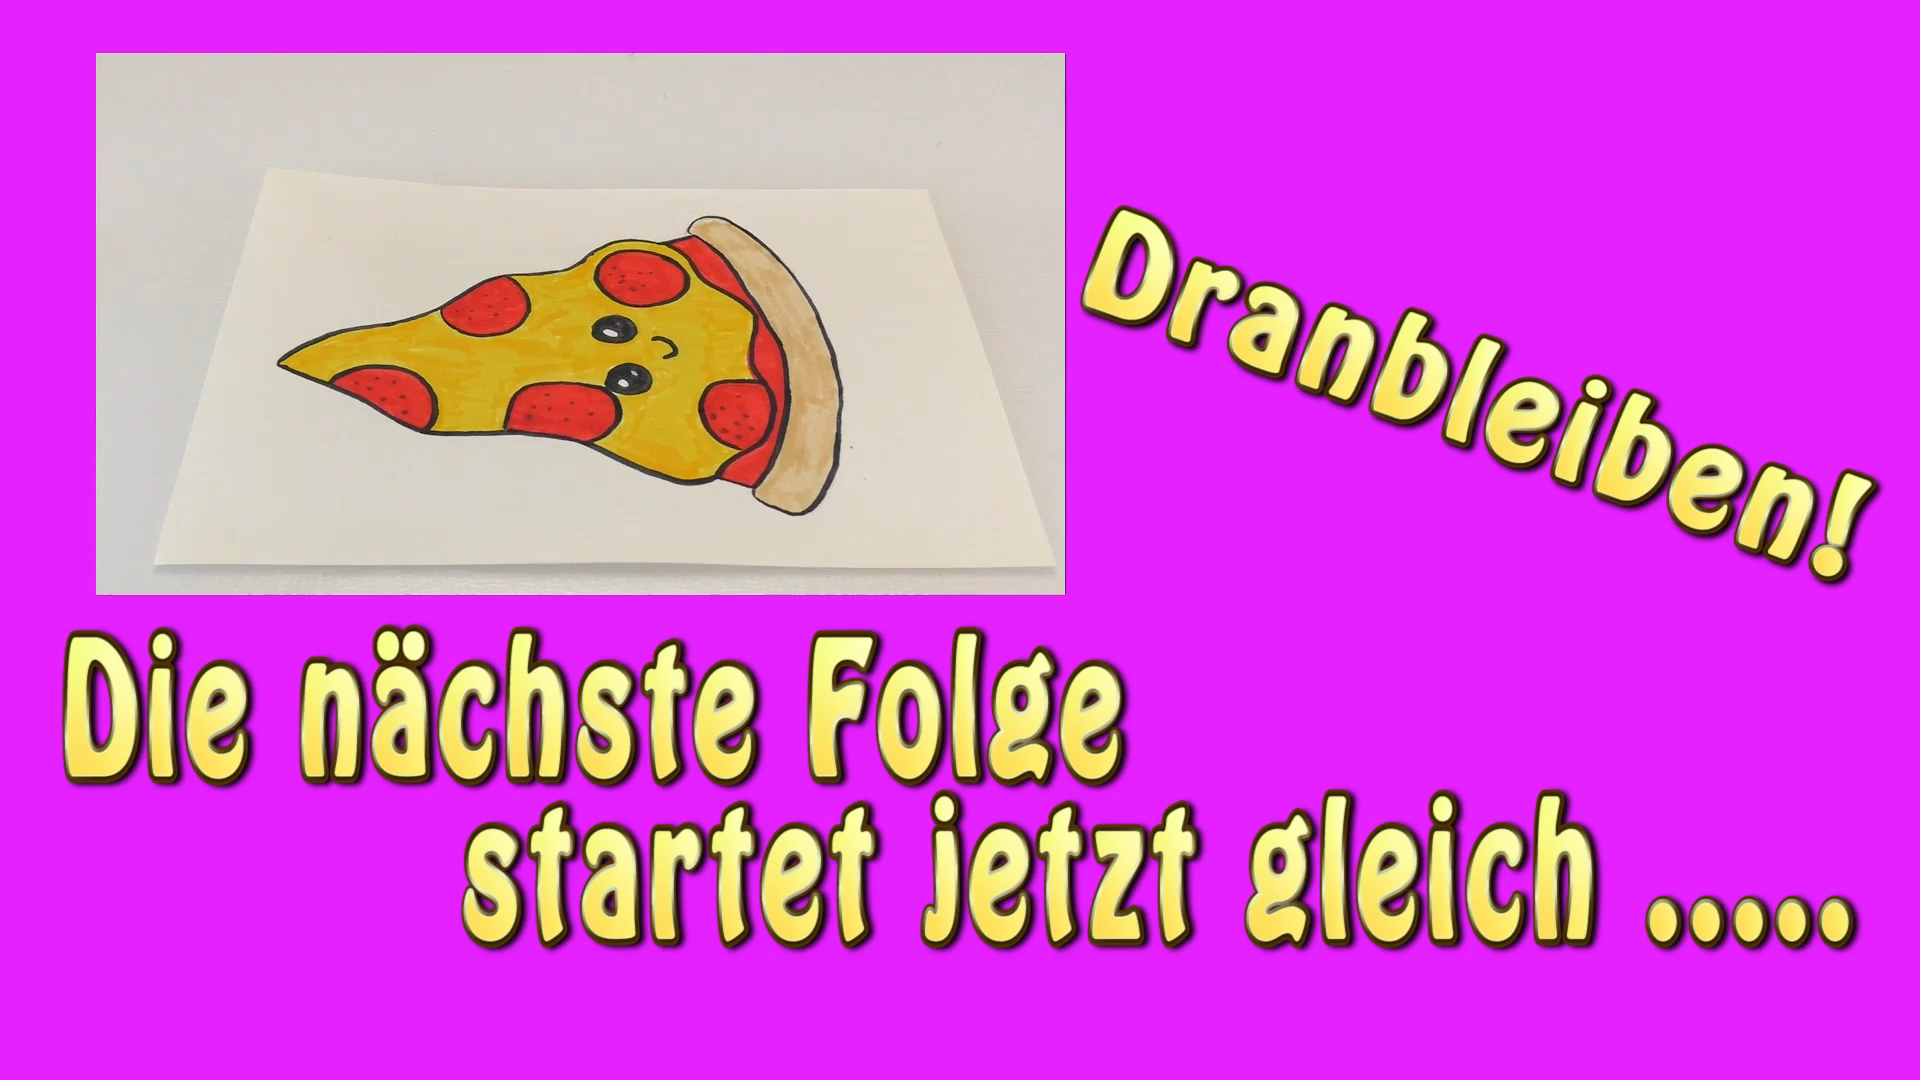 Dranbleiben!
Die nächste Folge
startet jetzt gleich .....